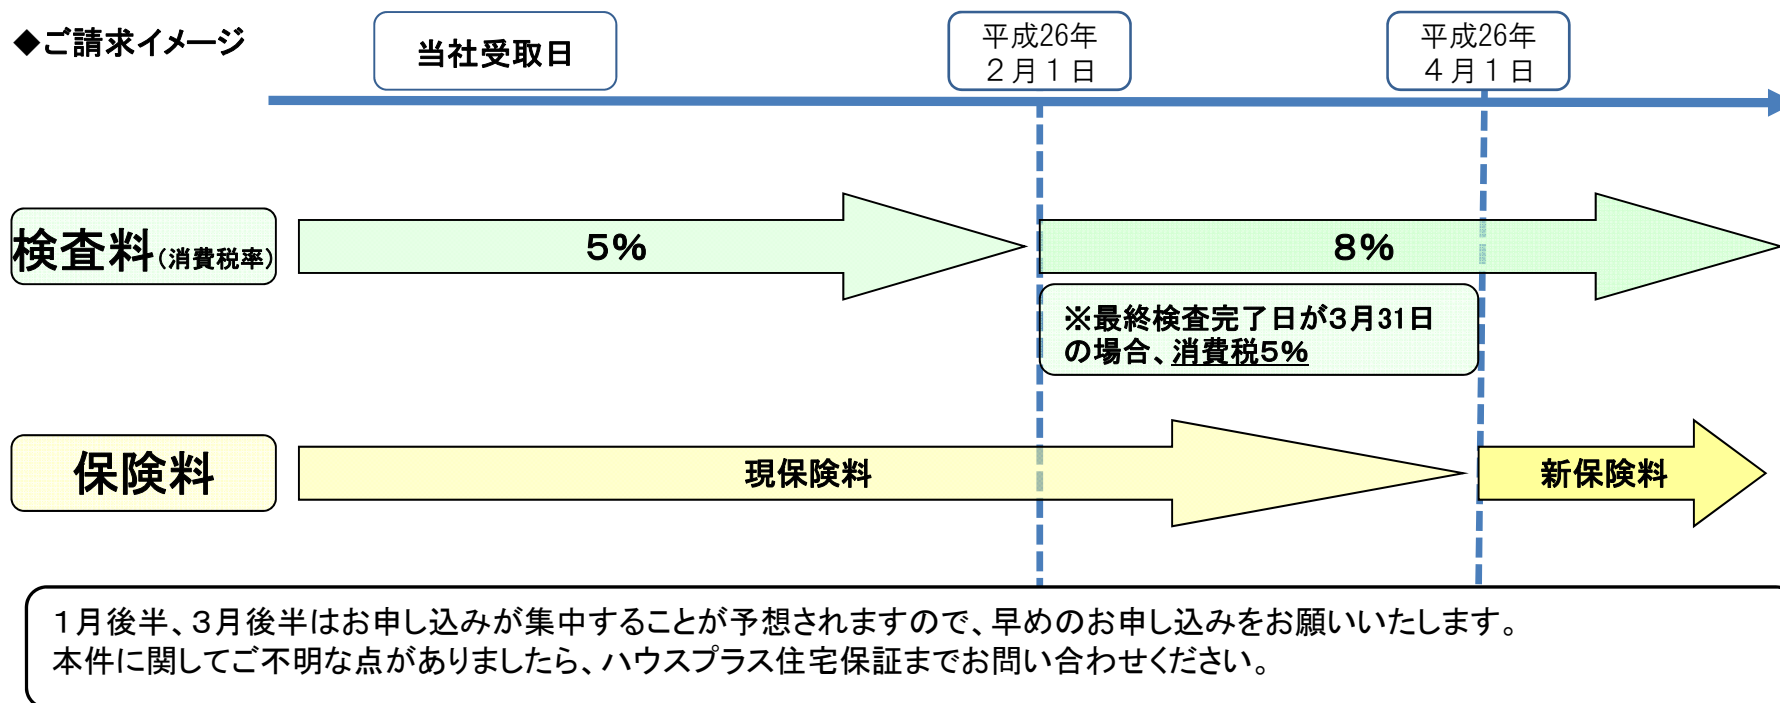 ◆ご請求イメージ
当社受取日
平成26年
２月１日
平成26年
４月１日
検査料(消費税率)
５％
８％
※最終検査完了日が３月31日
の場合、消費税５％
保険料
現保険料
新保険料
１月後半、３月後半はお申し込みが集中することが予想されますので、早めのお申し込みをお願いいたします。
本件に関してご不明な点がありましたら、ハウスプラス住宅保証までお問い合わせください。